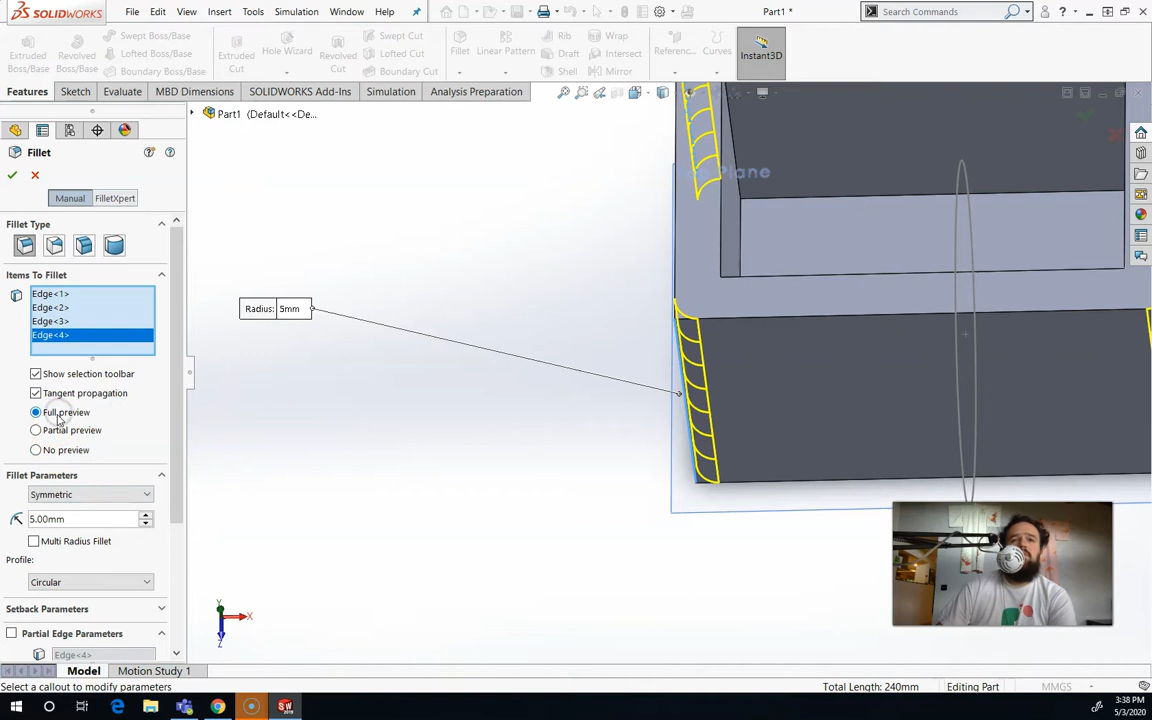 SOLIDWORKS
File Edit View Insert Tools Simulation Window Help
Part1 *
Search Commands
Extruded Boss/Base
Revolved Boss/Base
Swept Boss/Base
Lofted Boss/Base
Boundary Boss/Base
Extruded Cut
Hole Wizard
Revolved Cut
Swept Cut
Lofted Cut
Boundary Cut
Fillet
Linear Pattern
Rib
Draft
Shell
Wrap
Intersect
Mirror
Referenc...
Curves
Instant3D
Features Sketch Evaluate MBD Dimensions SOLIDWORKS Add-Ins Simulation Analysis Preparation
Part1 (Default<<De...
Fillet
Manual FilletXpert
Fillet Type
Items To Fillet
Edge<1>
Edge<2>
Edge<3>
Edge<4>
Show selection toolbar
Tangent propagation
Full preview
Partial preview
No preview
Fillet Parameters
Symmetric
5.00mm
Multi Radius Fillet
Profile:
Circular
Setback Parameters
Partial Edge Parameters
Edge<4>
Plane
Radius: 5mm
Y
X
Z
Model Motion Study 1
Select a callout to modify parameters
Total Length: 240mm
Editing Part
MMGS
3:38 PM
5/3/2020